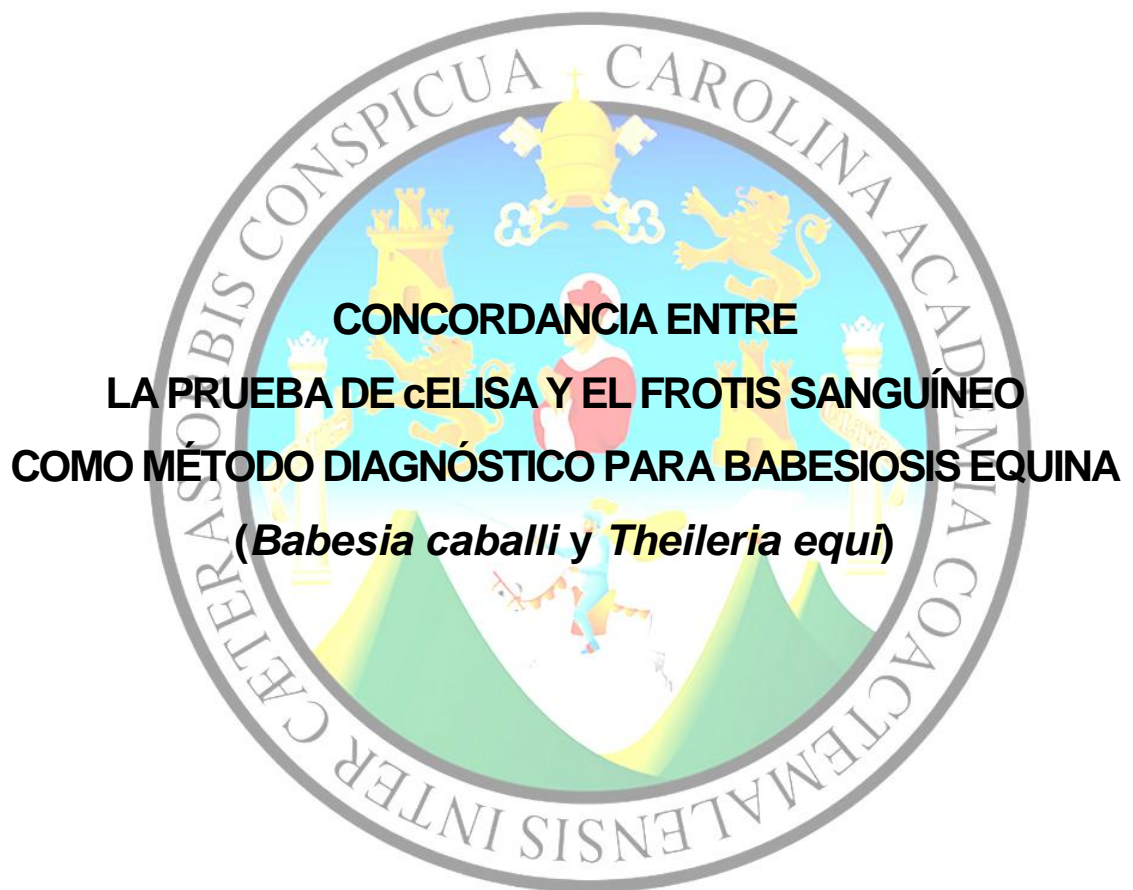 CONCORDANCIA ENTRE
LA PRUEBA DE cELISA Y EL FROTIS SANGUÍNEO
COMO MÉTODO DIAGNÓSTICO PARA BABESIOSIS EQUINA
(Babesia caballi y Theileria equi)
CAROLINA ACADEMIA COACTEMALENSIS INTER CÆTERAS ORBIS CONSPICUA